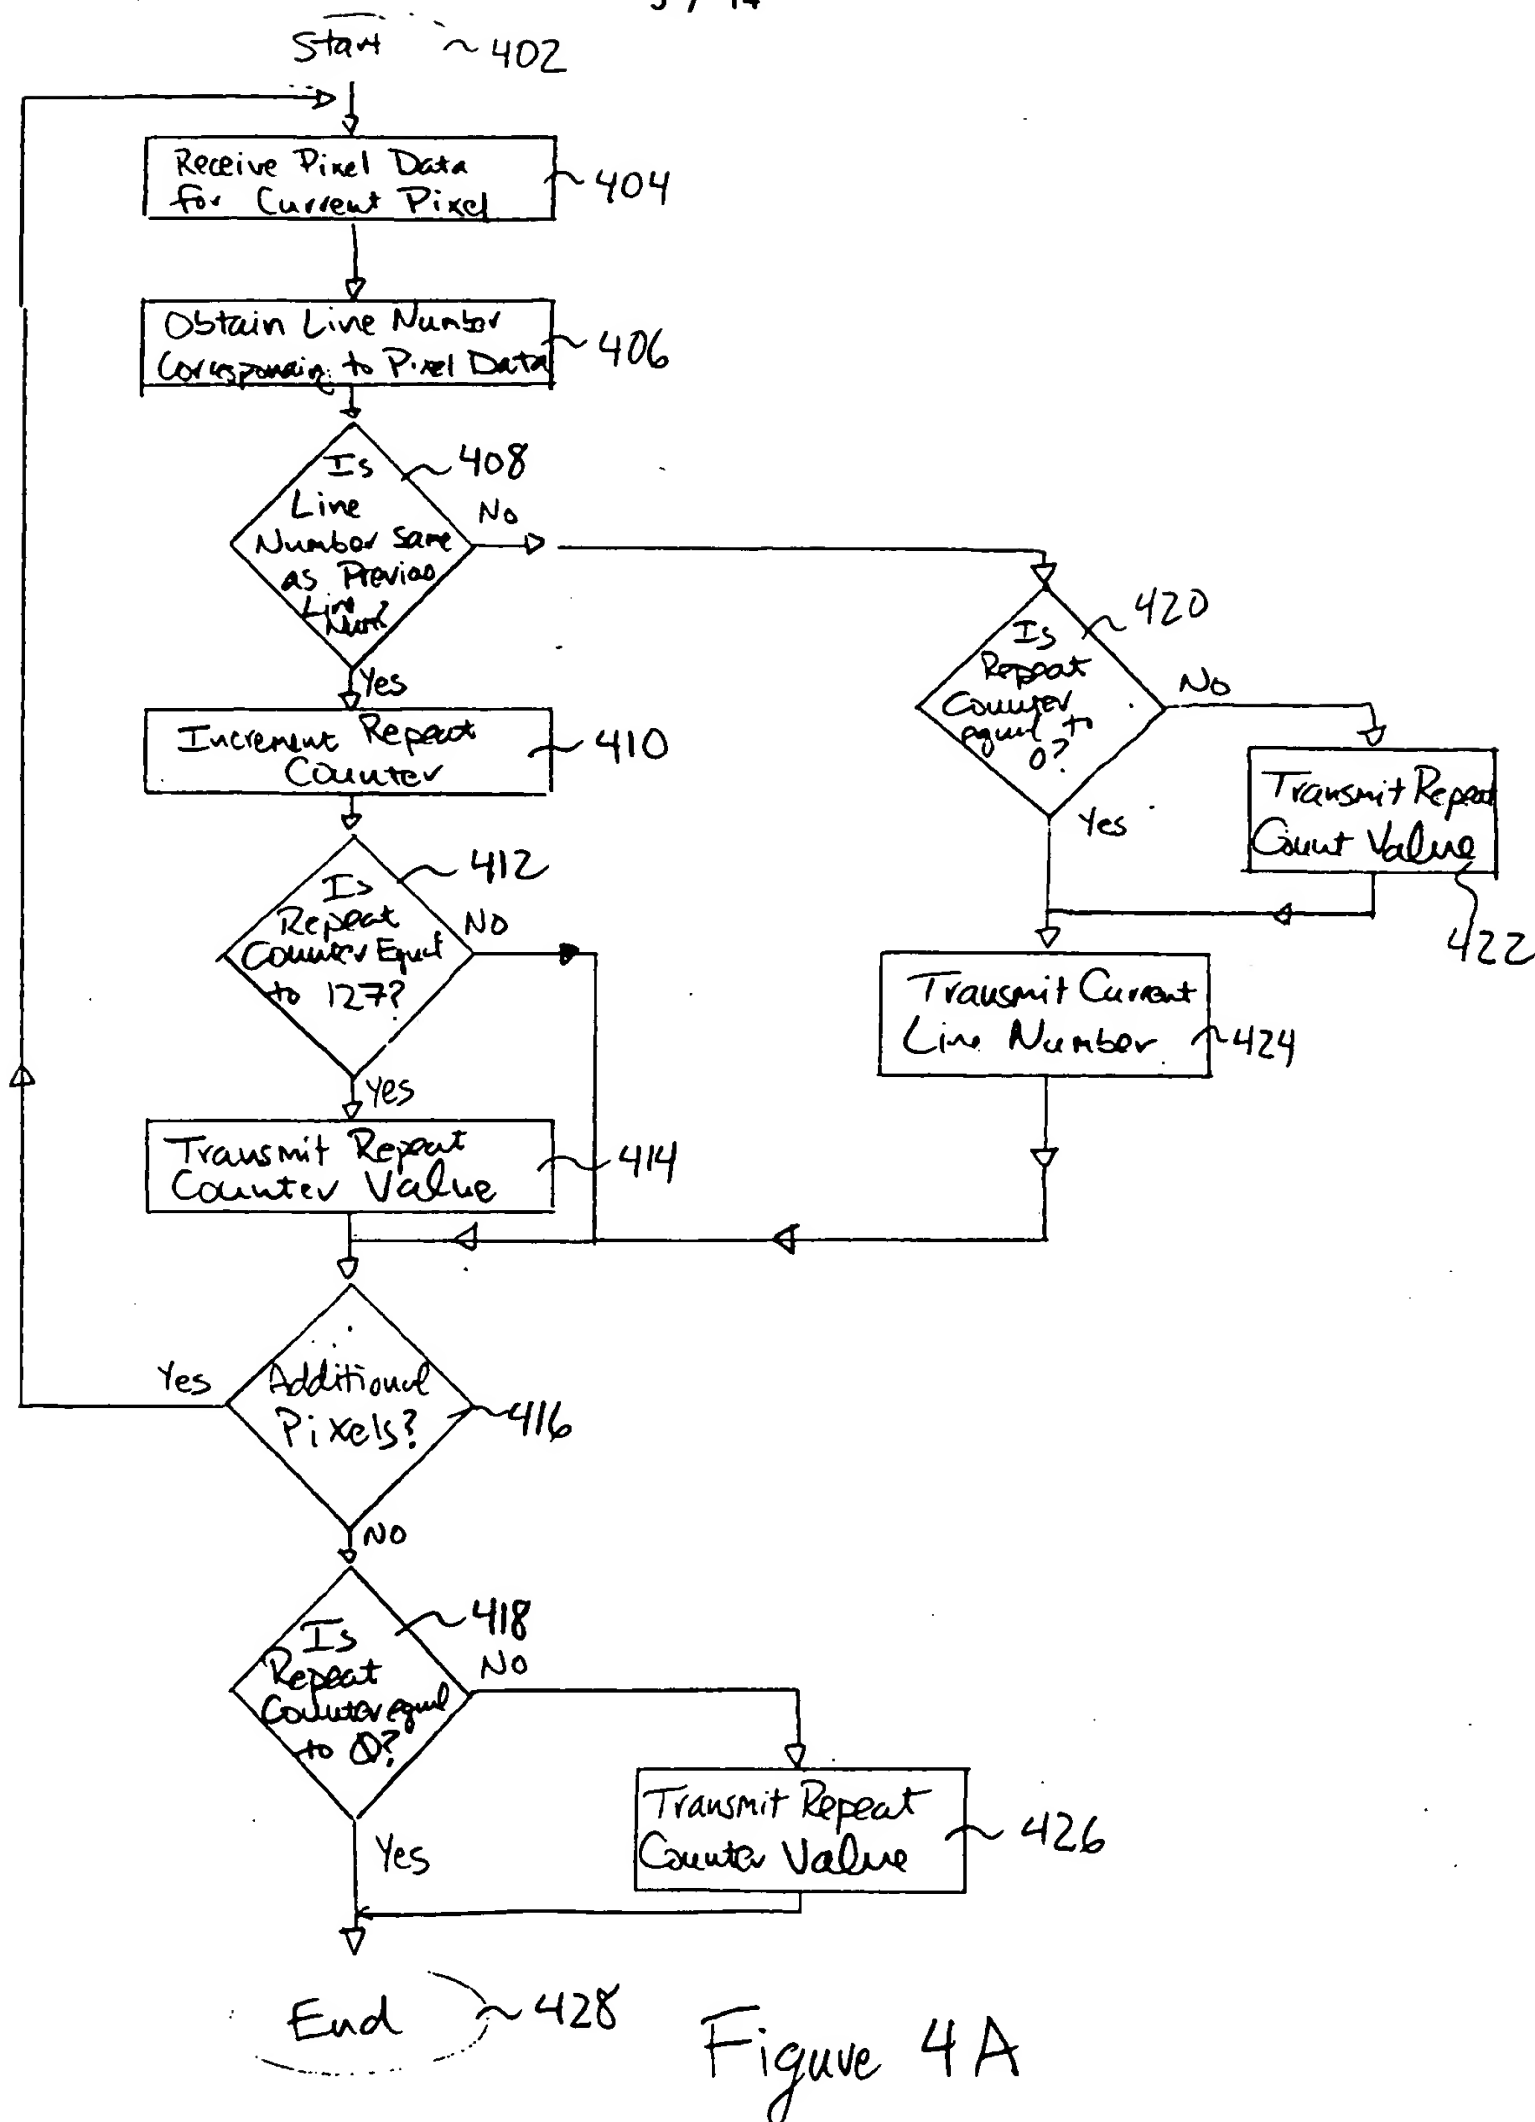 Start 402
Receive Pixel Data
for Current Pixel
404
Obtain Line Number
Corresponding to Pixel Data
406
Is
Line
Number Same
as Previous
Line
Num?
408
No
Yes
Increment Repeat
Counter
410
Is
Repeat
Counter Equal
to 127?
412
NO
Yes
Transmit Repeat
Counter Value
414
Is
Repeat
Counter
equal to
0?
420
No
Yes
Transmit Repeat
Count Value
422
Transmit Current
Line Number
424
Additional
Pixels?
416
Yes
NO
Is
Repeat
Counter equal
to 0?
418
No
Yes
Transmit Repeat
Counter Value
426
End
428
Figure 4A